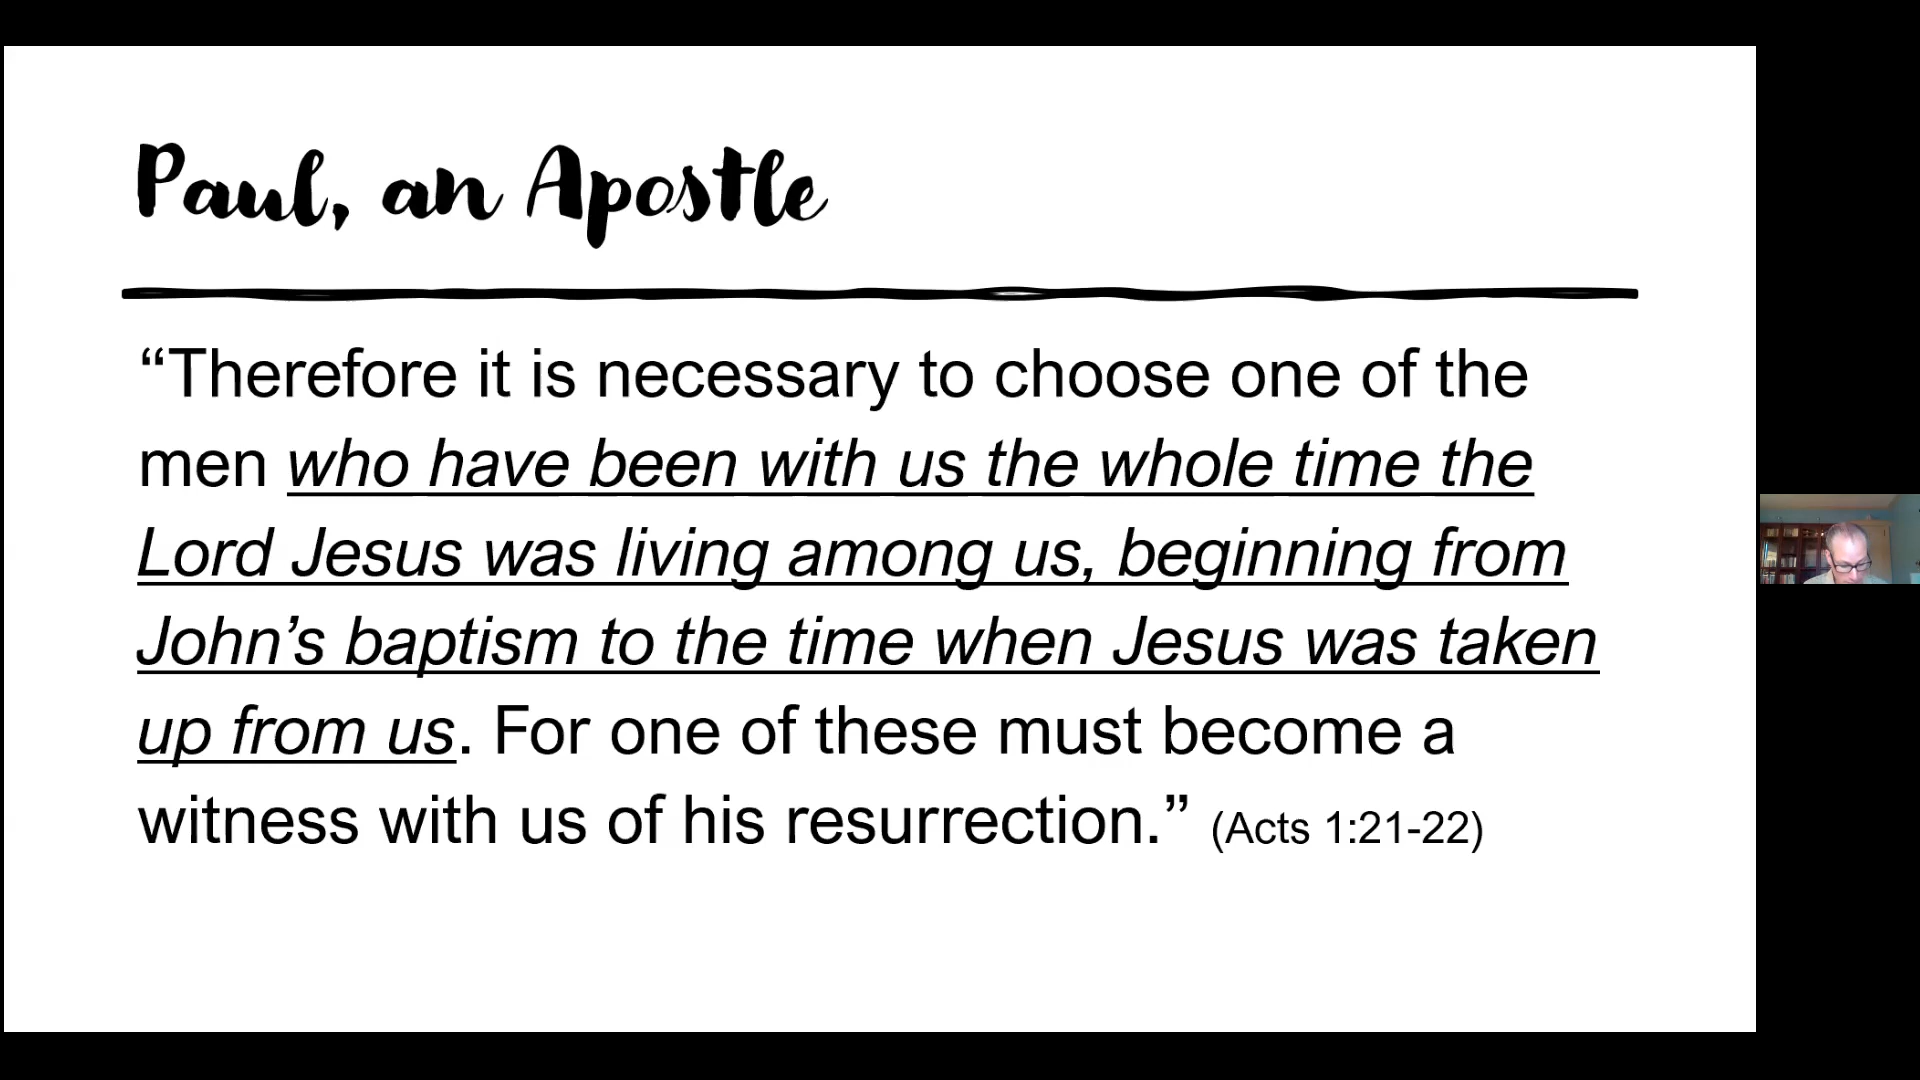 Paul, an Apostle
“Therefore it is necessary to choose one of the
men who have been with us the whole time the
Lord Jesus was living among us, beginning from
John’s baptism to the time when Jesus was taken
up from us. For one of these must become a
witness with us of his resurrection.” (Acts 1:21-22)